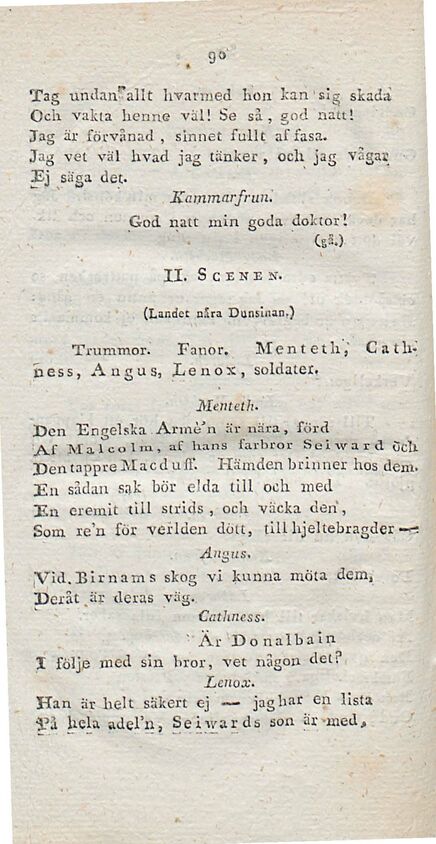 90
Tag undan allt hvarmed hon kan sig skada
Och vakta henne väl! Se så, god natt!
Jag är förvånad, sinnet fullt af fasa.
Jag vet väl hvad jag tänker, och jag vågar
Ej säga det.
Kammarfrun.
God natt min goda doktor!
(gå.)
II. SCENEN.
(Landet nära Dunsinan.)
Trummor. Fanor. Menteth, Cath-
ness, Angus, Lenox, soldater.
Menteth.
Den Engelska Armé'n är nära, förd
Af Malcolm, af hans farbror Seiward och
Den tappre Macduff. Hämden brinner hos dem.
En sådan sak bör elda till och med
En eremit till strids, och väcka den,
Som re'n för verlden dött, till hjeltebragder —
Angus.
Vid Birnams skog vi kunna möta dem,
Deråt är deras väg.
Cathness.
Är Donalbain
I följe med sin bror, vet någon det?
Lenox.
Han är helt säkert ej — jag har en lista
På hela adel'n, Seiwards son är med,